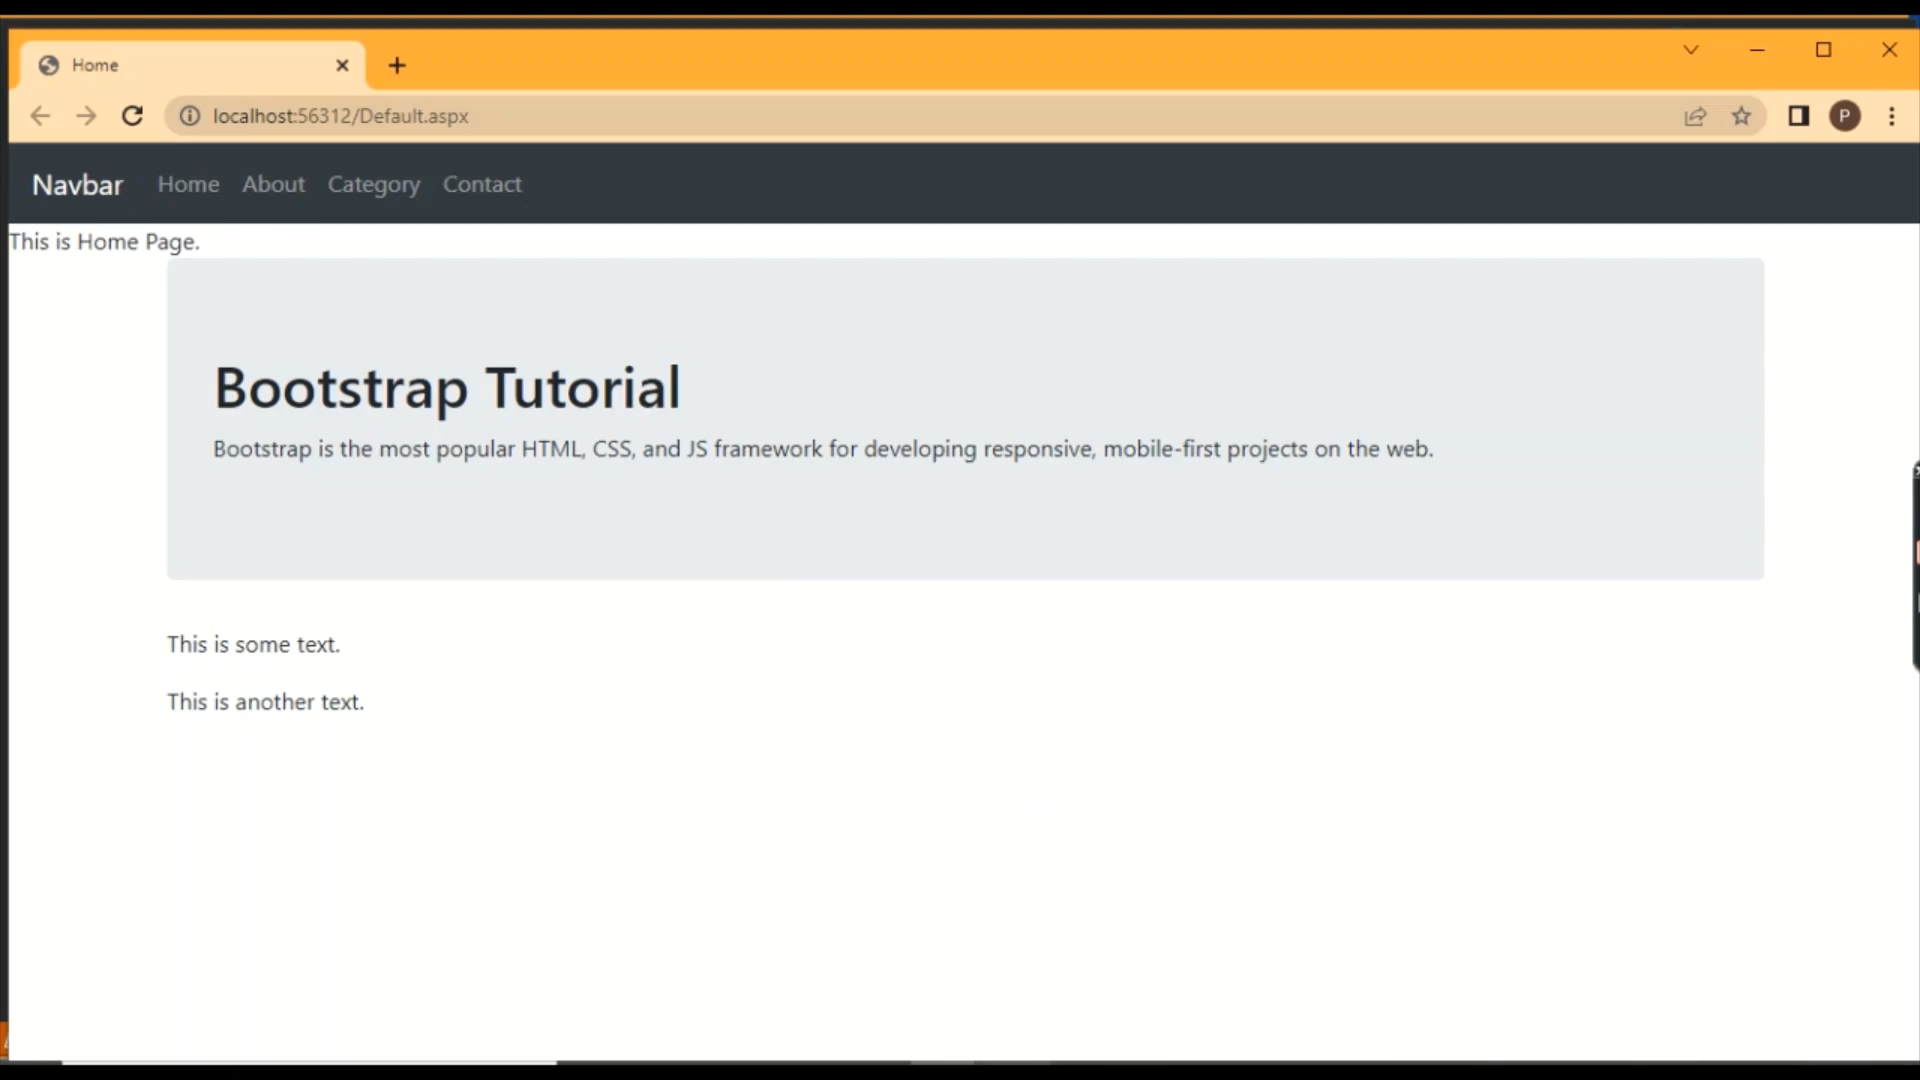 Home
localhost:56312/Default.aspx
P
Navbar Home About Category Contact
This is Home Page.
Bootstrap Tutorial
Bootstrap is the most popular HTML, CSS, and JS framework for developing responsive, mobile-first projects on the web.
This is some text.
This is another text.